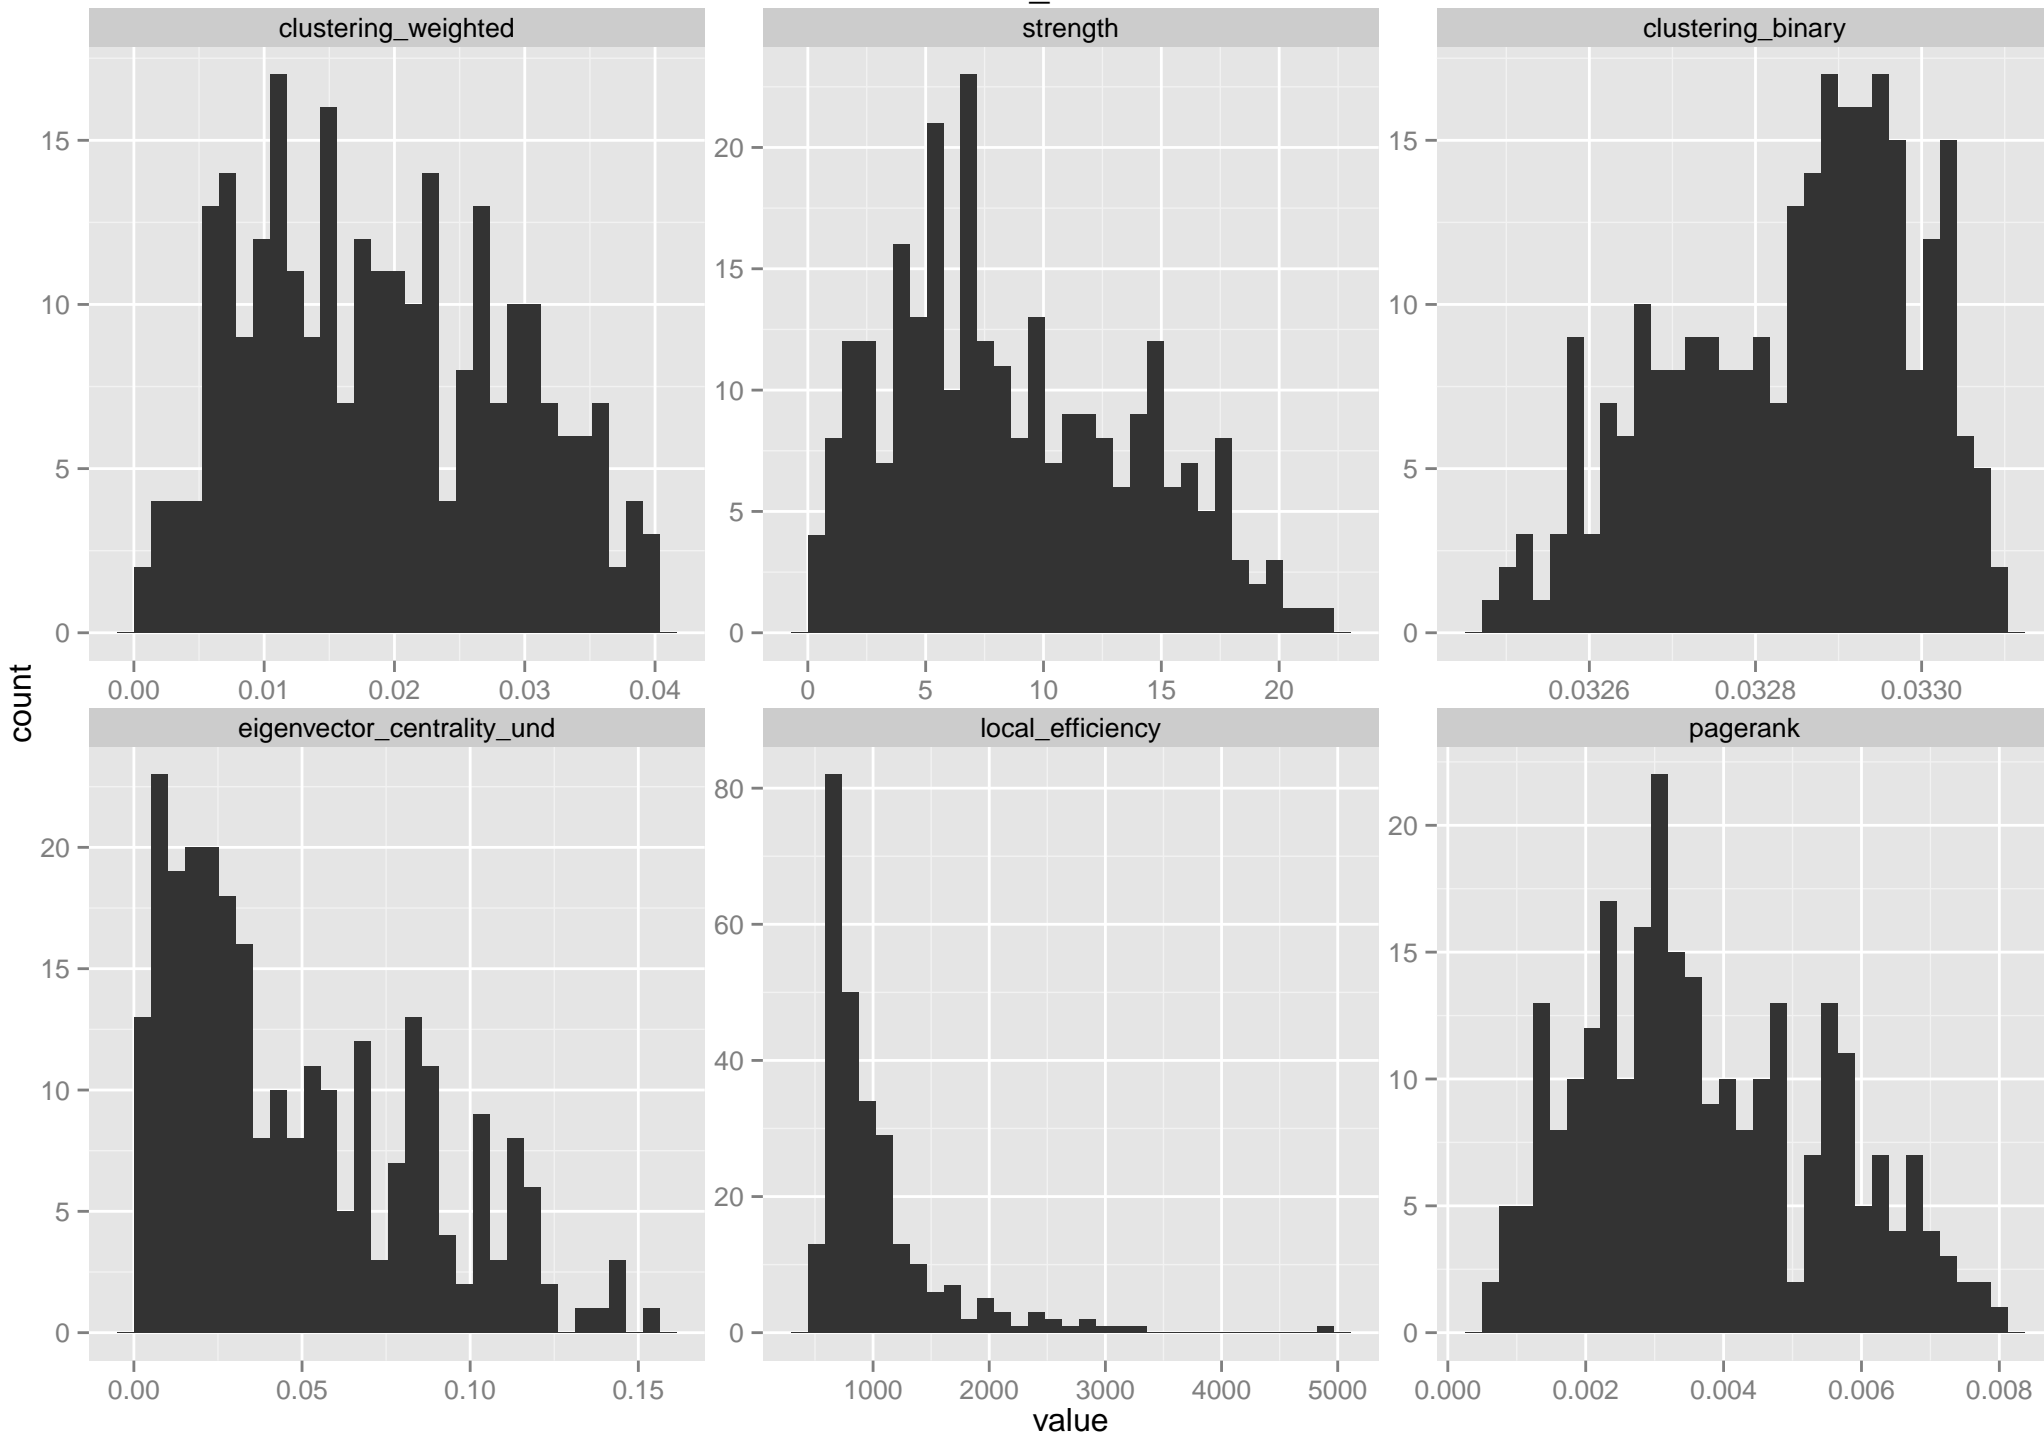 clustering_weighted
strength
clustering_binary
15
10
5
0
0.00 0.01 0.02 0.03 0.04
20
15
10
5
0
0 5 10 15 20
15
10
5
0
0.0326 0.0328 0.0330
count
eigenvector_centrality_und
local_efficiency
pagerank
20
15
10
5
0
0.00 0.05 0.10 0.15
80
60
40
20
0
1000 2000 3000 4000 5000
20
15
10
5
0
0.000 0.002 0.004 0.006 0.008
value